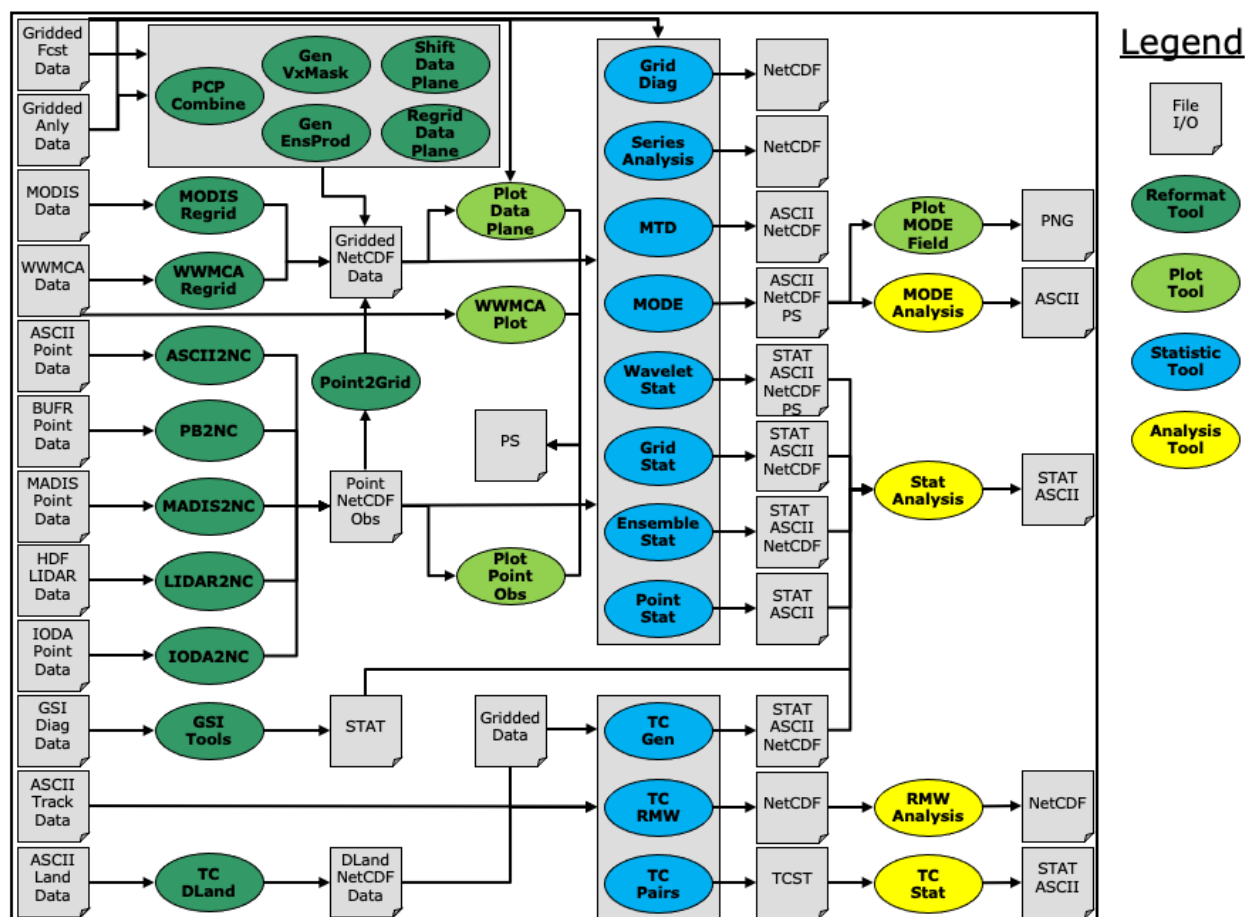 Gridded
Fcst
Data
Gridded
Anly
Data
MODIS
Data
WWMCA
Data
ASCII
Point
Data
BUFR
Point
Data
MADIS
Point
Data
HDF
LIDAR
Data
IODA
Point
Data
GSI
Diag
Data
ASCII
Track
Data
ASCII
Land
Data
PCP
Combine
Gen
VxMask
Shift
Data
Plane
Gen
EnsProd
Regrid
Data
Plane
MODIS
Regrid
WWMCA
Regrid
ASCII2NC
PB2NC
MADIS2NC
LIDAR2NC
IODA2NC
GSI
Tools
TC
DLand
Gridded
NetCDF
Data
Point2Grid
Point
NetCDF
Obs
STAT
DLand
NetCDF
Data
Plot
Data
Plane
WWMCA
Plot
PS
Plot
Point
Obs
Gridded
Data
Grid
Diag
Series
Analysis
MTD
MODE
Wavelet
Stat
Grid
Stat
Ensemble
Stat
Point
Stat
TC
Gen
TC
RMW
TC
Pairs
NetCDF
NetCDF
ASCII
NetCDF
ASCII
NetCDF
PS
STAT
ASCII
NetCDF
PS
STAT
ASCII
NetCDF
STAT
ASCII
NetCDF
STAT
ASCII
STAT
ASCII
NetCDF
NetCDF
TCST
Plot
MODE
Field
MODE
Analysis
Stat
Analysis
RMW
Analysis
TC
Stat
PNG
ASCII
STAT
ASCII
NetCDF
STAT
ASCII
Legend
File
I/O
Reformat
Tool
Plot
Tool
Statistic
Tool
Analysis
Tool